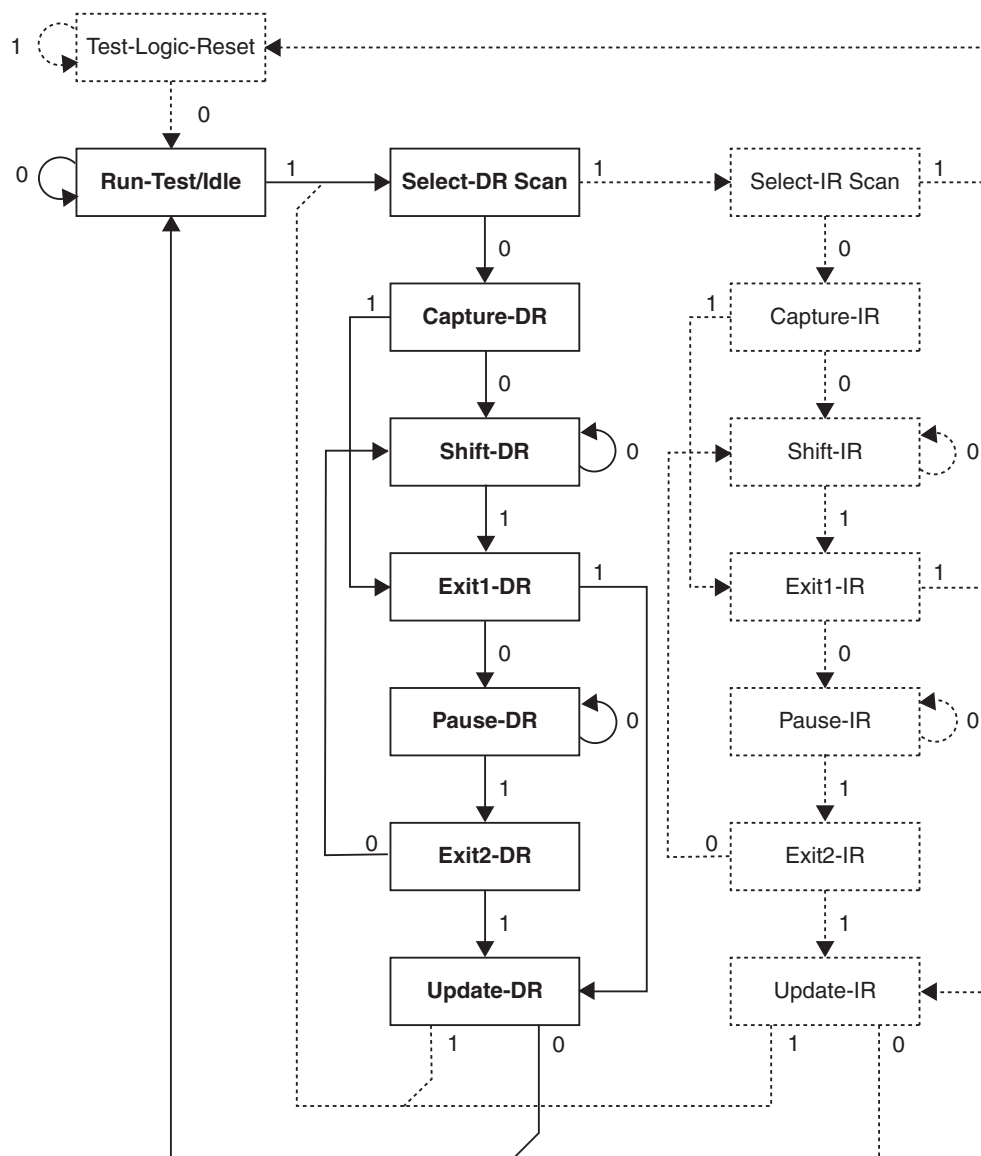 1 Test-Logic-Reset
0
0 Run-Test/Idle 1 Select-DR Scan 1 Select-IR Scan 1
0 0
1 Capture-DR 1 Capture-IR
0 0
Shift-DR 0 Shift-IR 0
1 1
Exit1-DR 1 Exit1-IR 1
0 0
Pause-DR 0 Pause-IR 0
1 1
0 Exit2-DR 0 Exit2-IR
1 1
Update-DR Update-IR
1 0 1 0